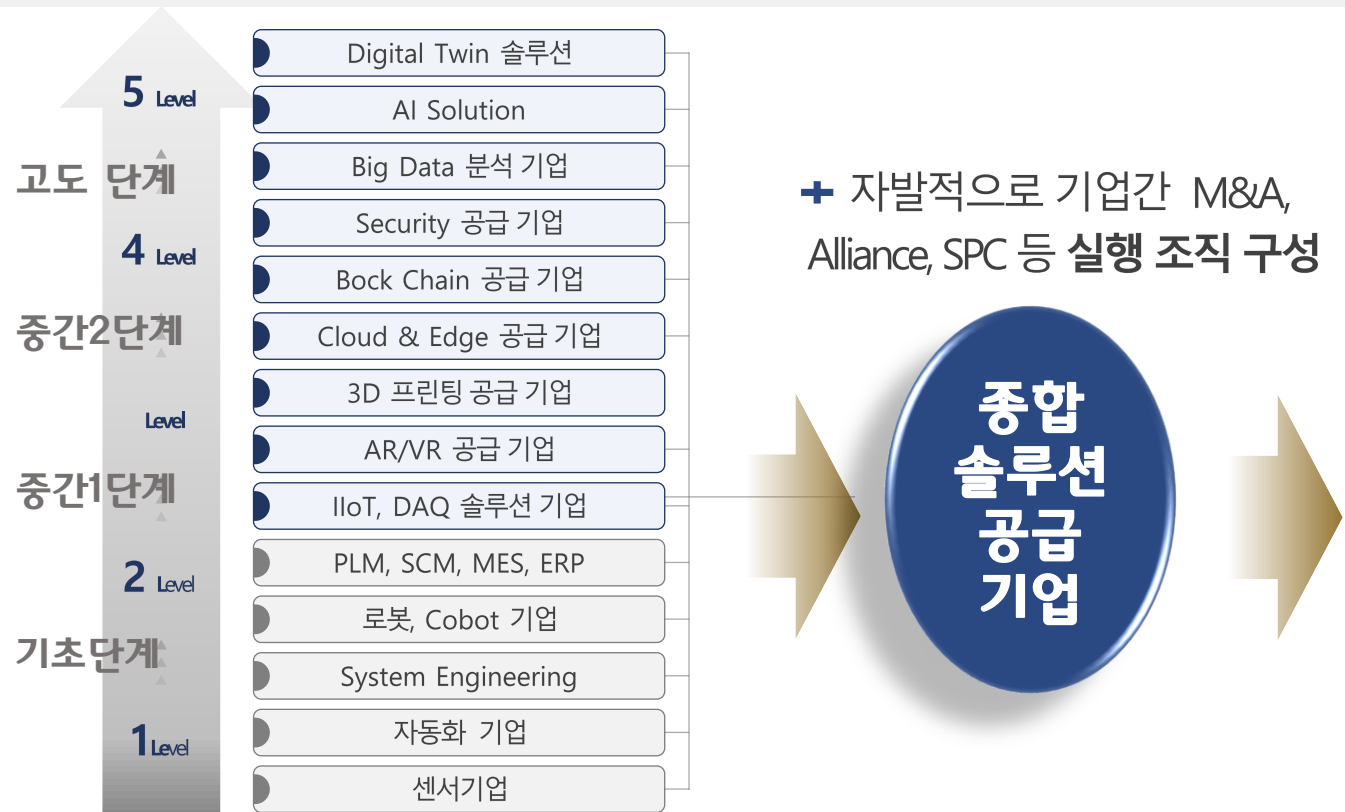 5 Level
고도 단계
4 Level
중간2단계
Level
중간1단계
2 Level
기초단계
1 Level
Digital Twin 솔루션
AI Solution
Big Data 분석 기업
Security 공급 기업
Bock Chain 공급 기업
Cloud & Edge 공급 기업
3D 프린팅 공급 기업
AR/VR 공급 기업
IIoT, DAQ 솔루션 기업
PLM, SCM, MES, ERP
로봇, Cobot 기업
System Engineering
자동화 기업
센서기업
+ 자발적으로 기업간 M&A,
Alliance, SPC 등 실행 조직 구성
종합
솔루션
공급
기업